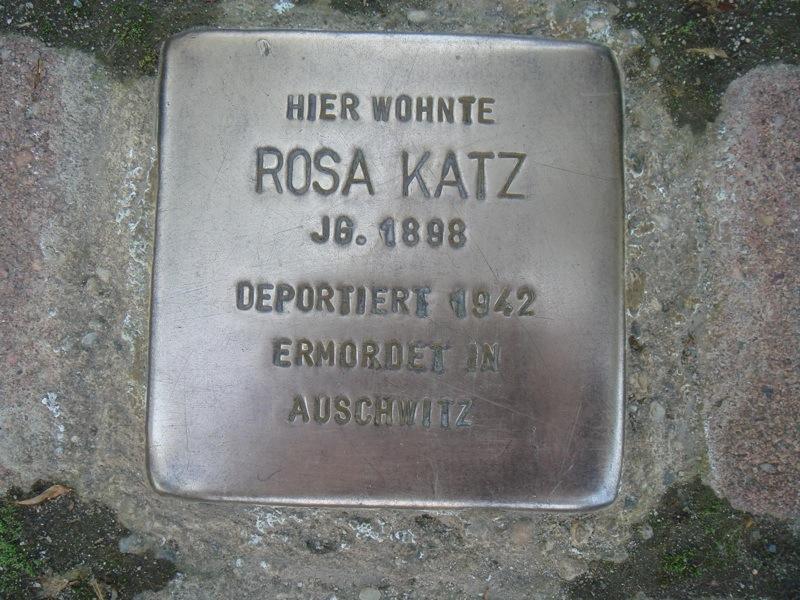 HIER WOHNTE
ROSA KATZ
JG. 1898
DEPORTIERT 1942
ERMORDET IN
AUSCHWITZ